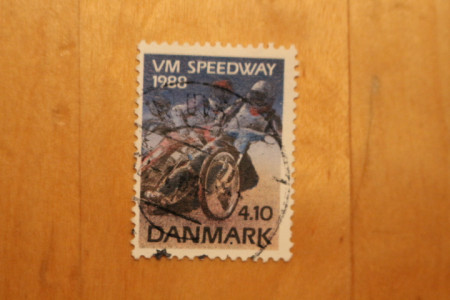 VM SPEEDWAY
1988
4.10
DANMARK